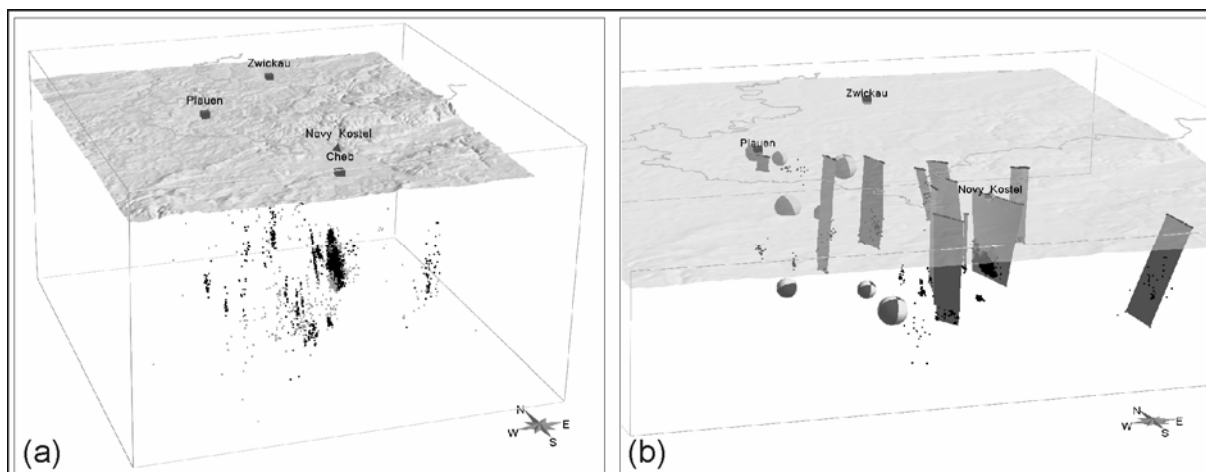 Zwickau
Plauen
Novy Kostel
Cheb
N
W E
S
(a)
Zwickau
Plauen
Novy Kostel
N
W E
S
(b)